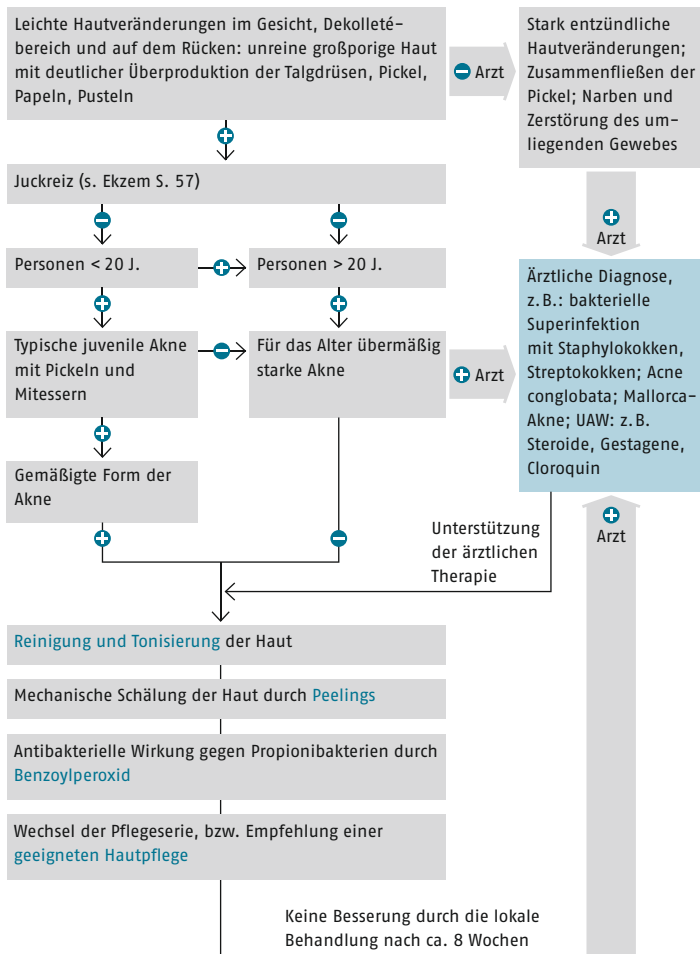 Leichte Hautveränderungen im Gesicht, Dekolleté-
bereich und auf dem Rücken: unreine großporige Haut
mit deutlicher Überproduktion der Talgdrüsen, Pickel,
Papeln, Pusteln
Arzt
Stark entzündliche
Hautveränderungen;
Zusammenfließen der
Pickel; Narben und
Zerstörung des um-
liegenden Gewebes
Juckreiz (s. Ekzem S. 57)
Arzt
Personen < 20 J.
Personen > 20 J.
Ärztliche Diagnose,
z. B.: bakterielle
Superinfektion
mit Staphylokokken,
Streptokokken; Acne
conglobata; Mallorca-
Akne; UAW: z. B.
Steroide, Gestagene,
Cloroquin
Typische juvenile Akne
mit Pickeln und
Mitessern
Für das Alter übermäßig
starke Akne
Arzt
Gemäßigte Form der
Akne
Unterstützung
der ärztlichen
Therapie
Arzt
Reinigung und Tonisierung der Haut
Mechanische Schälung der Haut durch Peelings
Antibakterielle Wirkung gegen Propionibakterien durch
Benzoylperoxid
Wechsel der Pflegeserie, bzw. Empfehlung einer
geeigneten Hautpflege
Keine Besserung durch die lokale
Behandlung nach ca. 8 Wochen